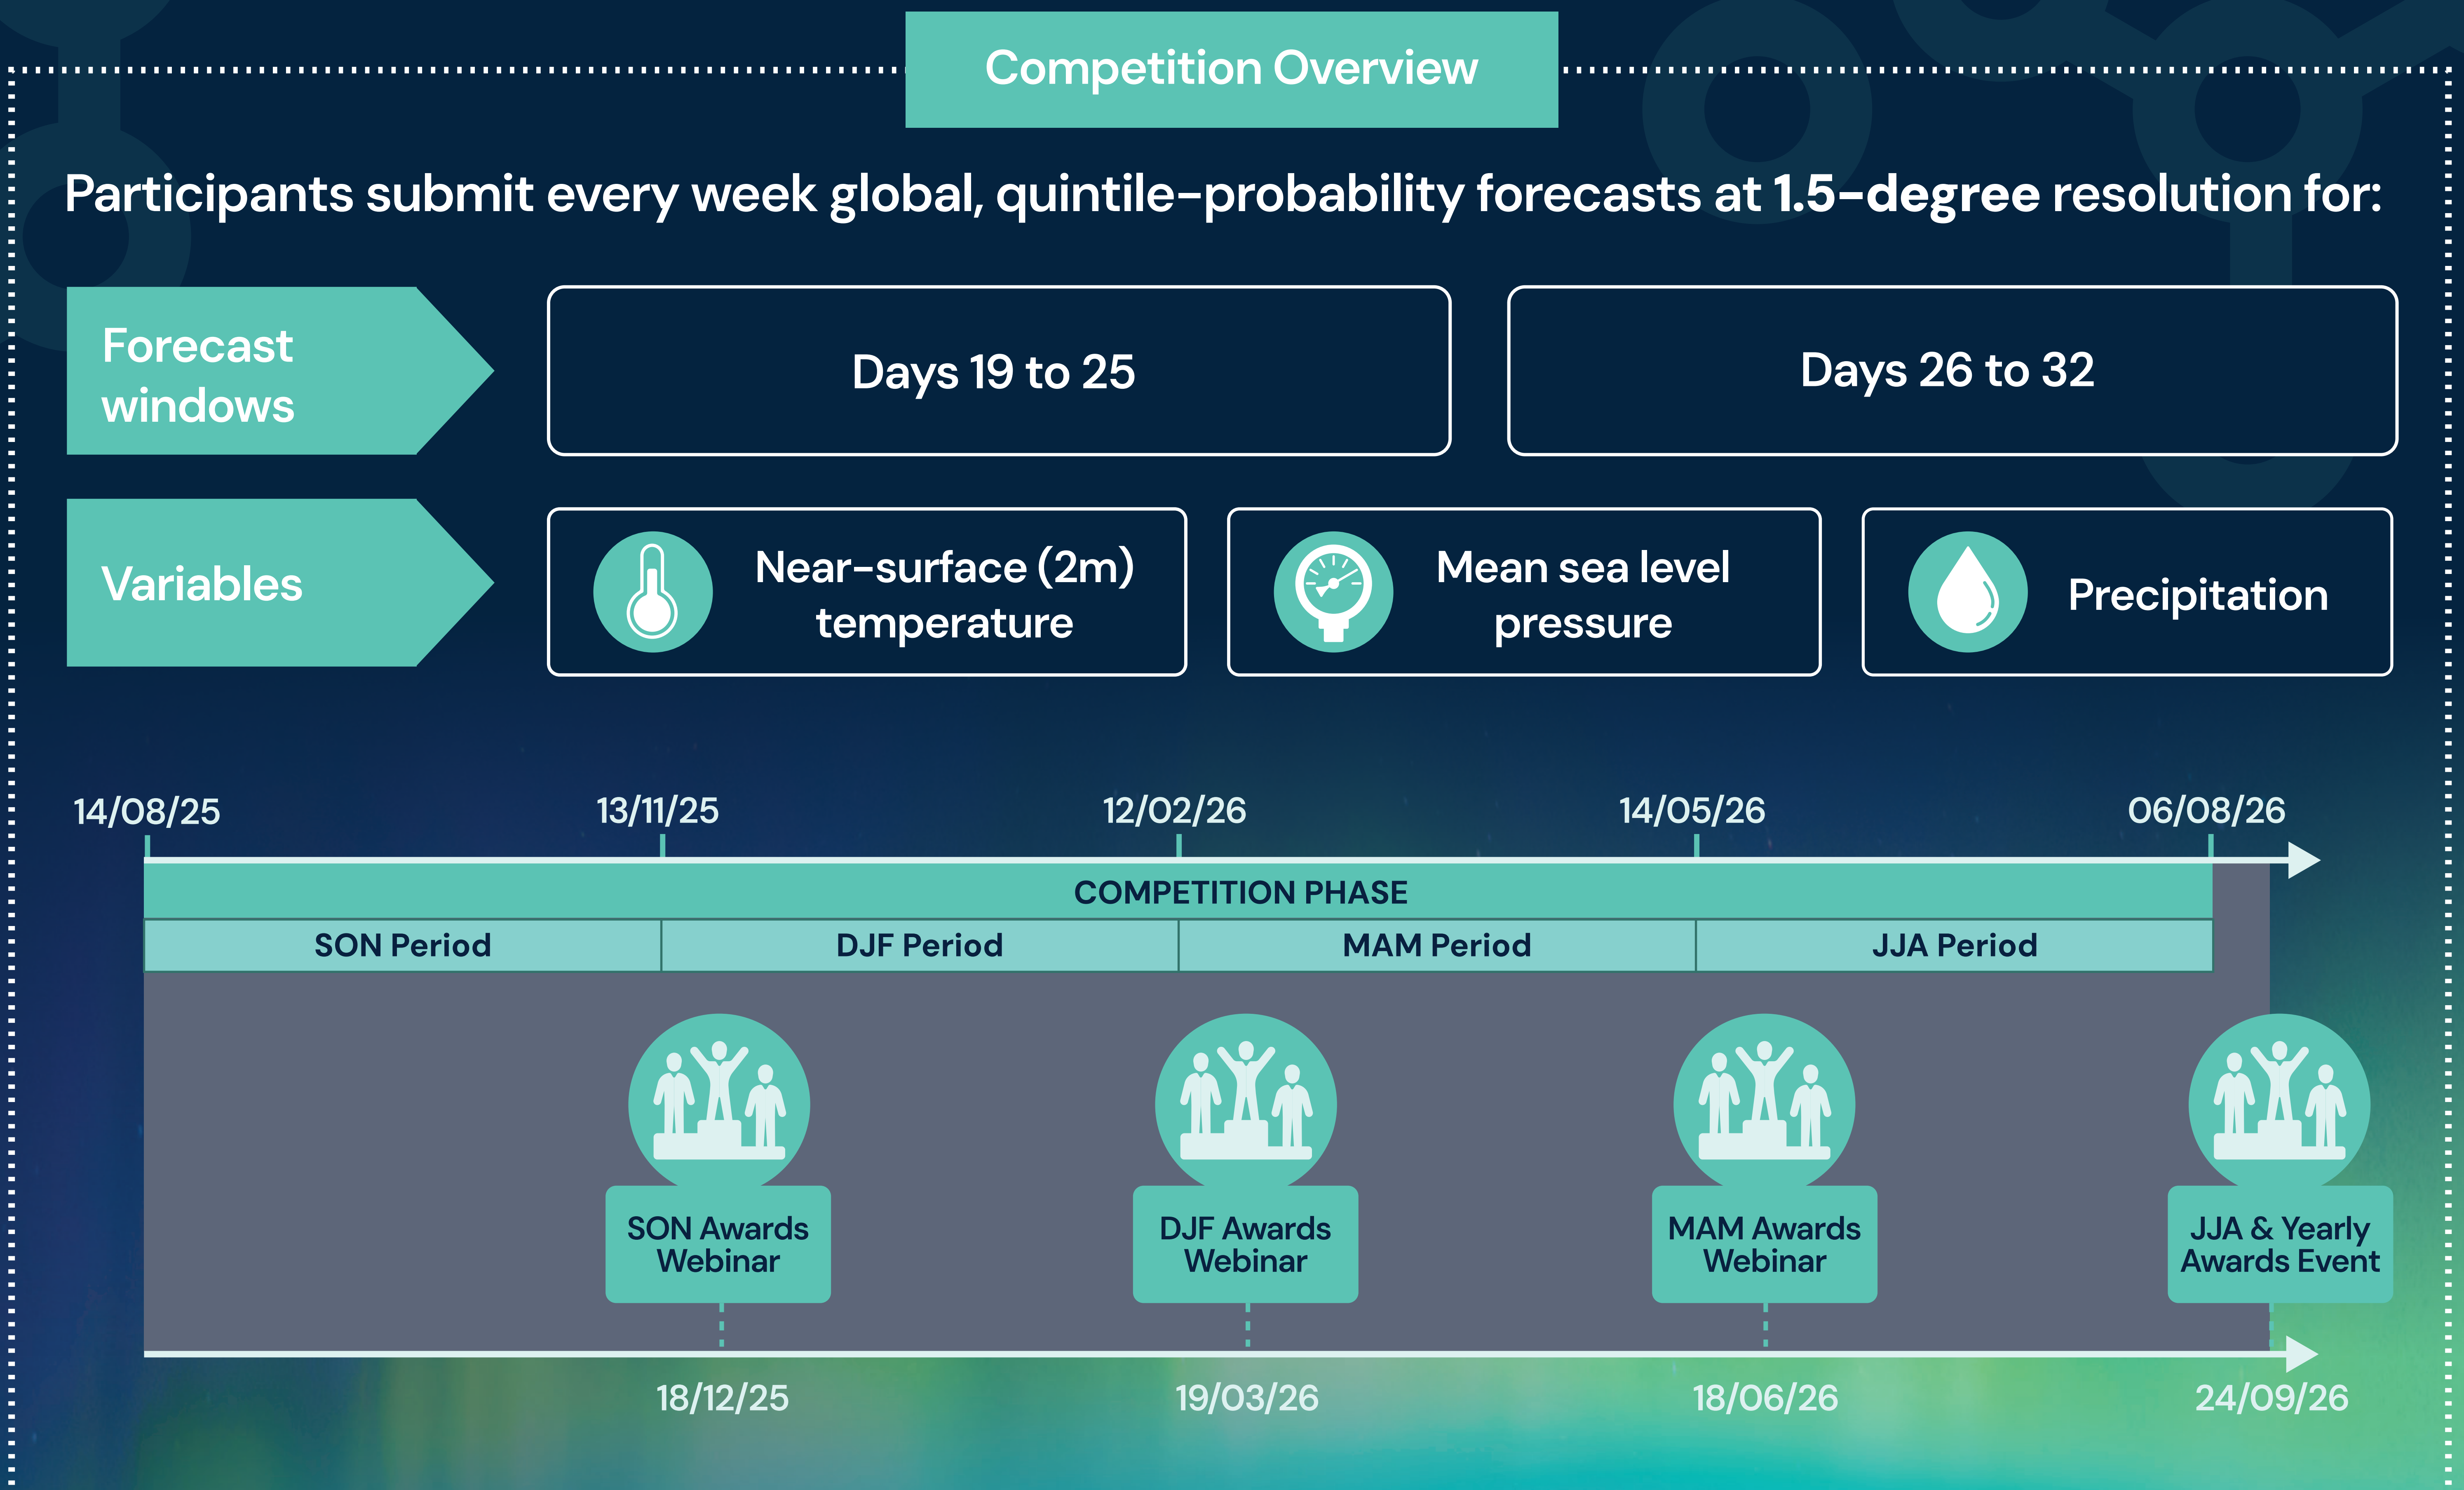 Competition Overview
Participants submit every week global, quintile-probability forecasts at 1.5-degree resolution for:
Forecast
windows
Days 19 to 25
Days 26 to 32
Variables
Near-surface (2m)
temperature
Mean sea level
pressure
Precipitation
14/08/25
13/11/25
12/02/26
14/05/26
06/08/26
COMPETITION PHASE
SON Period
DJF Period
MAM Period
JJA Period
SON Awards
Webinar
DJF Awards
Webinar
MAM Awards
Webinar
JJA & Yearly
Awards Event
18/12/25
19/03/26
18/06/26
24/09/26